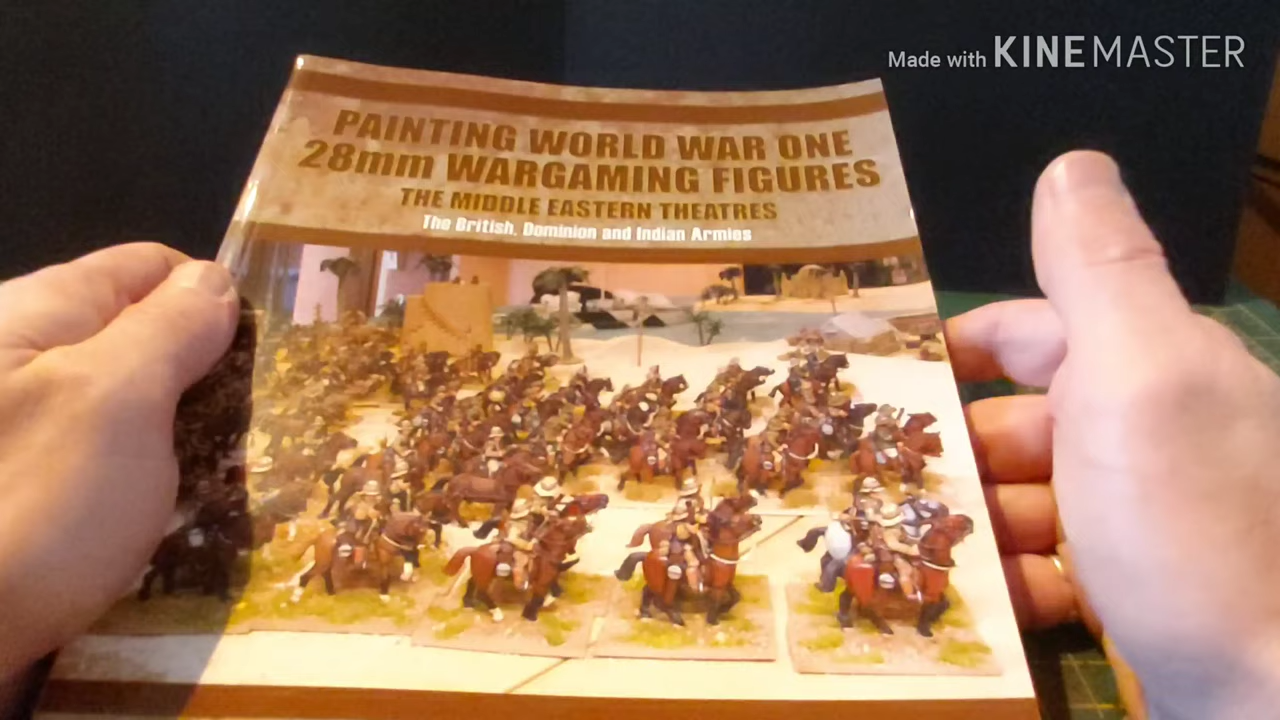 Made with KINEMASTER
PAINTING WORLD WAR ONE
28mm WARGAMING FIGURES
THE MIDDLE EASTERN THEATRES
The British, Dominion and Indian Armies